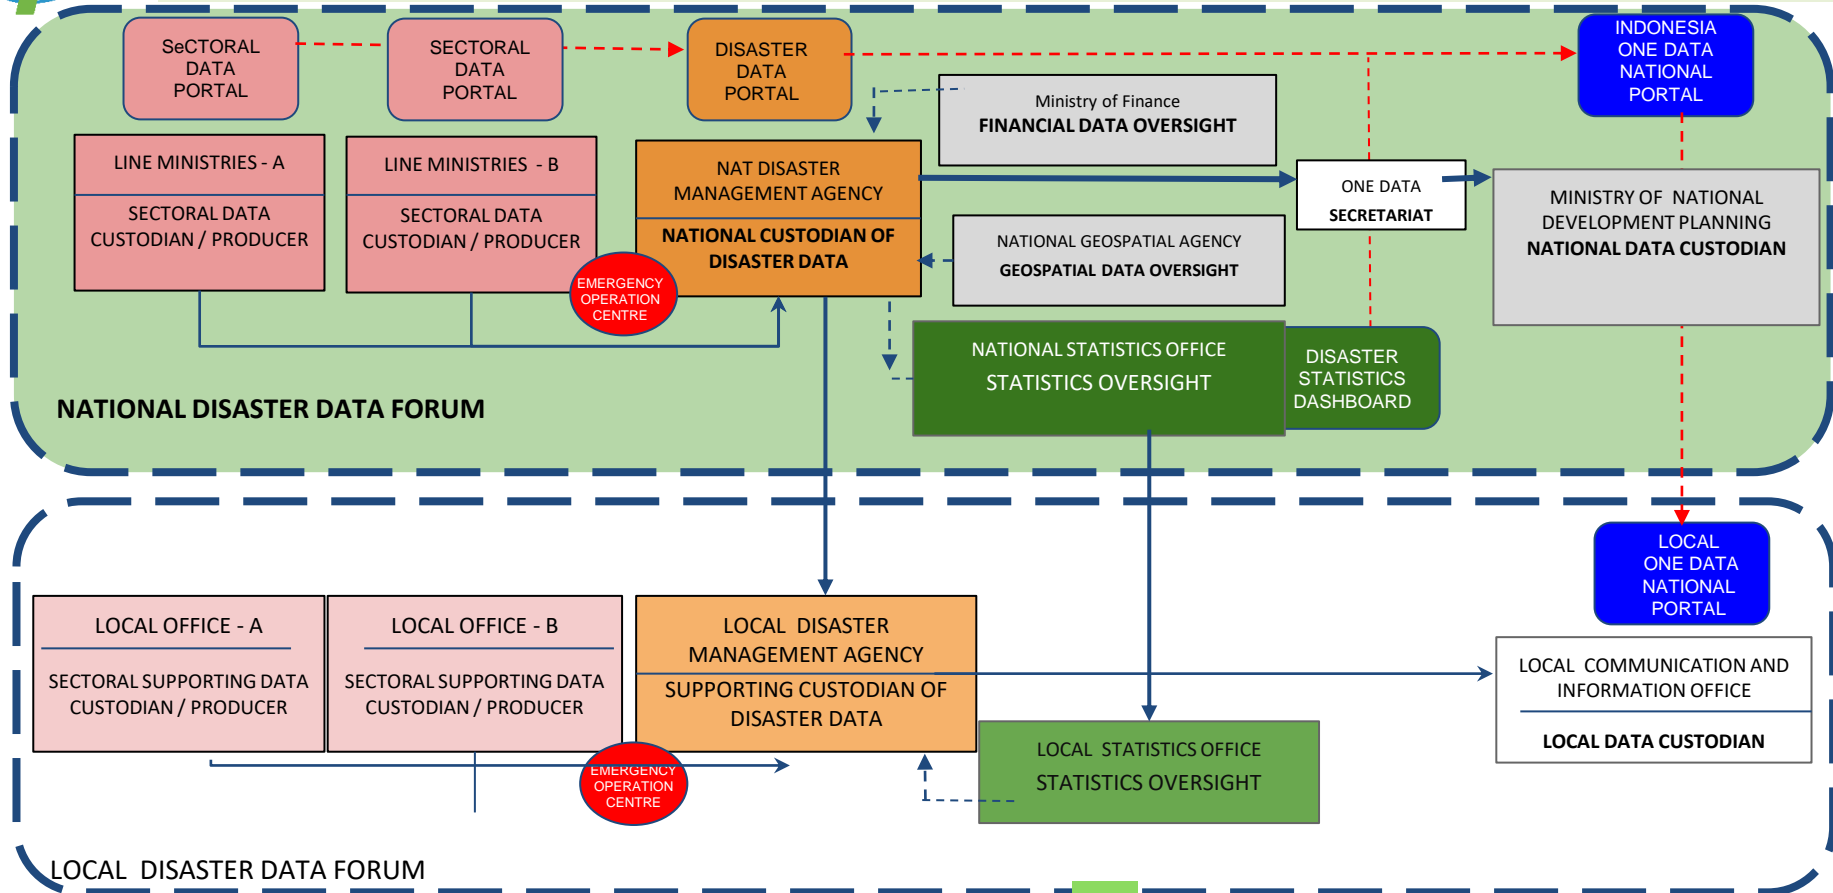 SeCTORAL
DATA
PORTAL
SECTORAL
DATA
PORTAL
DISASTER
DATA
PORTAL
INDONESIA
ONE DATA
NATIONAL
PORTAL
Ministry of Finance
FINANCIAL DATA OVERSIGHT
LINE MINISTRIES - A
SECTORAL DATA
CUSTODIAN / PRODUCER
LINE MINISTRIES - B
SECTORAL DATA
CUSTODIAN / PRODUCER
NAT DISASTER
MANAGEMENT AGENCY
NATIONAL CUSTODIAN OF
DISASTER DATA
EMERGENCY
OPERATION
CENTRE
ONE DATA
SECRETARIAT
MINISTRY OF NATIONAL
DEVELOPMENT PLANNING
NATIONAL DATA CUSTODIAN
NATIONAL GEOSPATIAL AGENCY
GEOSPATIAL DATA OVERSIGHT
NATIONAL STATISTICS OFFICE
STATISTICS OVERSIGHT
DISASTER
STATISTICS
DASHBOARD
NATIONAL DISASTER DATA FORUM
LOCAL
ONE DATA
NATIONAL
PORTAL
LOCAL OFFICE - A
SECTORAL SUPPORTING DATA
CUSTODIAN / PRODUCER
LOCAL OFFICE - B
SECTORAL SUPPORTING DATA
CUSTODIAN / PRODUCER
LOCAL DISASTER
MANAGEMENT AGENCY
SUPPORTING CUSTODIAN OF
DISASTER DATA
EMERGENCY
OPERATION
CENTRE
LOCAL STATISTICS OFFICE
STATISTICS OVERSIGHT
LOCAL COMMUNICATION AND
INFORMATION OFFICE
LOCAL DATA CUSTODIAN
LOCAL DISASTER DATA FORUM